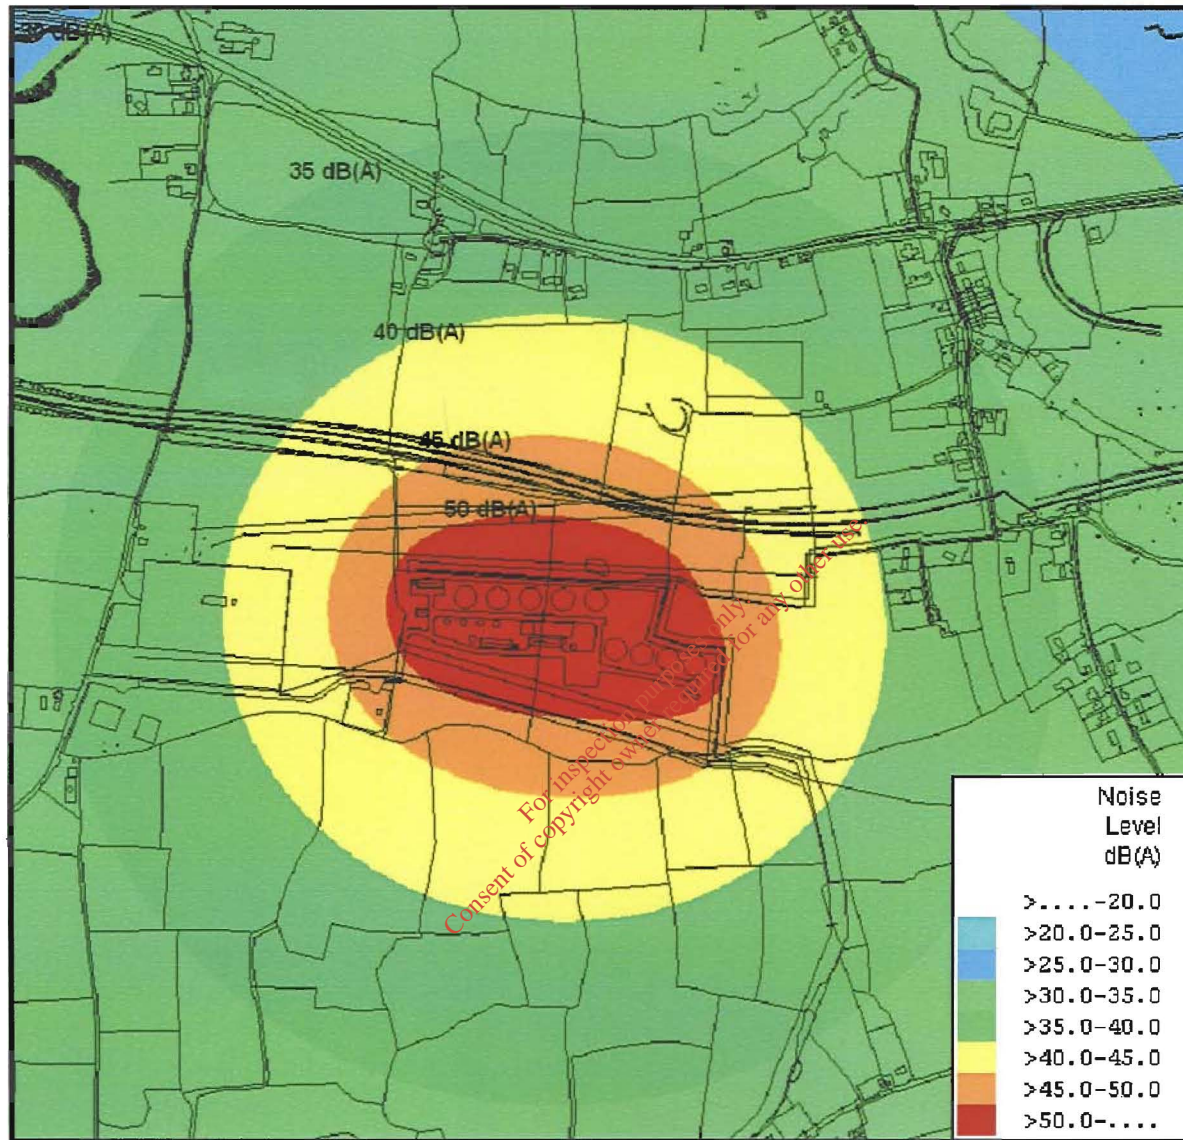 30 dB(A)
35 dB(A)
40 dB(A)
45 dB(A)
50 dB(A)
For inspection purposes only.
Consent of copyright owner required for any other use.
Noise
Level
dB(A)
>....-20.0
>20.0-25.0
>25.0-30.0
>30.0-35.0
>35.0-40.0
>40.0-45.0
>45.0-50.0
>50.0-....